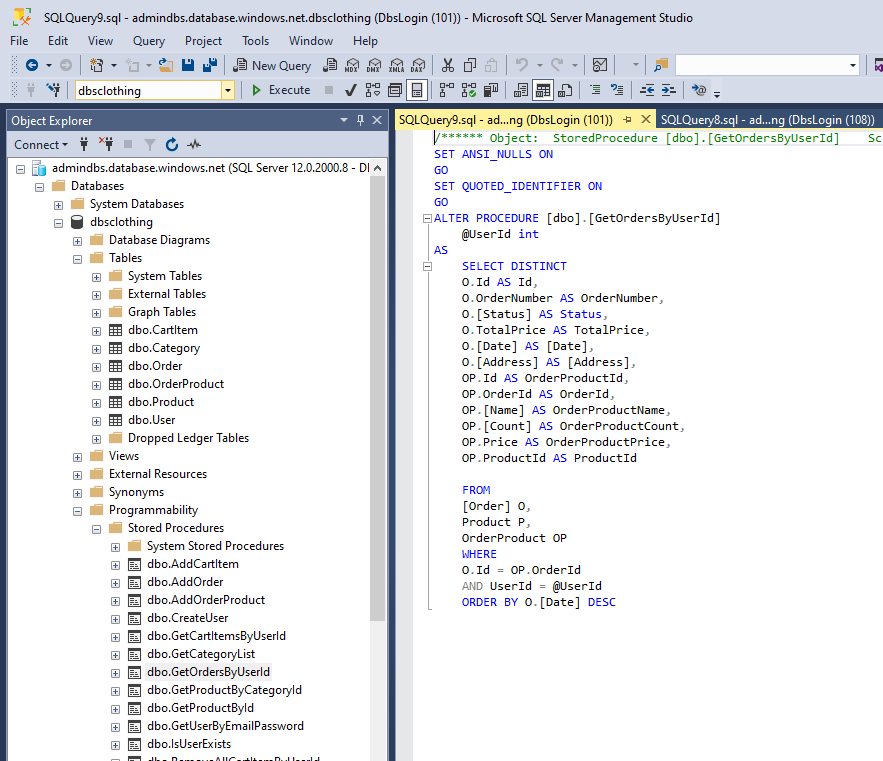 SQLQuery9.sql - admindbs.database.windows.net.dbsclothing (DbsLogin (101)) - Microsoft SQL Server Management Studio
File Edit View Query Project Tools Window Help
New Query MDX DMX XMLA DAX
dbsclothing Execute
Object Explorer
Connect
admindbs.database.windows.net (SQL Server 12.0.2000.8 - Dl
Databases
System Databases
dbsclothing
Database Diagrams
Tables
System Tables
External Tables
Graph Tables
dbo.CartItem
dbo.Category
dbo.Order
dbo.OrderProduct
dbo.Product
dbo.User
Dropped Ledger Tables
Views
External Resources
Synonyms
Programmability
Stored Procedures
System Stored Procedures
dbo.AddCartItem
dbo.AddOrder
dbo.AddOrderProduct
dbo.CreateUser
dbo.GetCartItemsByUserId
dbo.GetCategoryList
dbo.GetOrdersByUserId
dbo.GetProductByCategoryId
dbo.GetProductById
dbo.GetUserByEmailPassword
dbo.IsUserExists
SQLQuery9.sql - ad...ng (DbsLogin (101)) SQLQuery8.sql - ad...ng (DbsLogin (108))
/****** Object:  StoredProcedure [dbo].[GetOrdersByUserId]    Sc
SET ANSI_NULLS ON
GO
SET QUOTED_IDENTIFIER ON
GO
ALTER PROCEDURE [dbo].[GetOrdersByUserId]
@UserId int
AS
SELECT DISTINCT
O.Id AS Id,
O.OrderNumber AS OrderNumber,
O.[Status] AS Status,
O.TotalPrice AS TotalPrice,
O.[Date] AS [Date],
O.[Address] AS [Address],
OP.Id AS OrderProductId,
OP.OrderId AS OrderId,
OP.[Name] AS OrderProductName,
OP.[Count] AS OrderProductCount,
OP.Price AS OrderProductPrice,
OP.ProductId AS ProductId
FROM
[Order] O,
Product P,
OrderProduct OP
WHERE
O.Id = OP.OrderId
AND UserId = @UserId
ORDER BY O.[Date] DESC